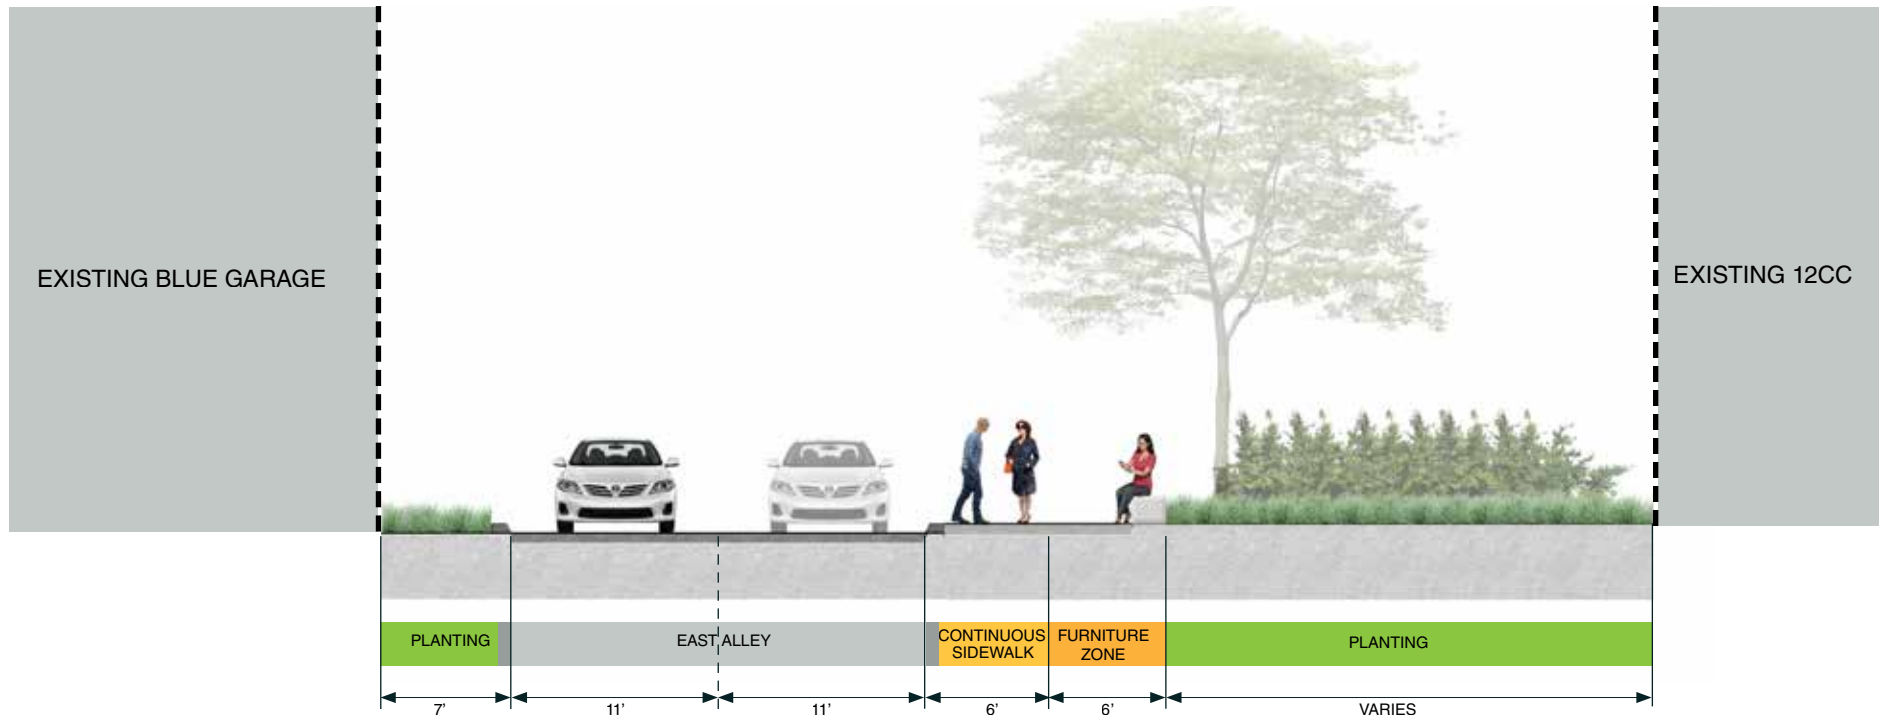 EXISTING BLUE GARAGE
EXISTING 12CC
PLANTING
EAST ALLEY
CONTINUOUS
SIDEWALK
FURNITURE
ZONE
PLANTING
7’
11’
11’
6’
6’
VARIES